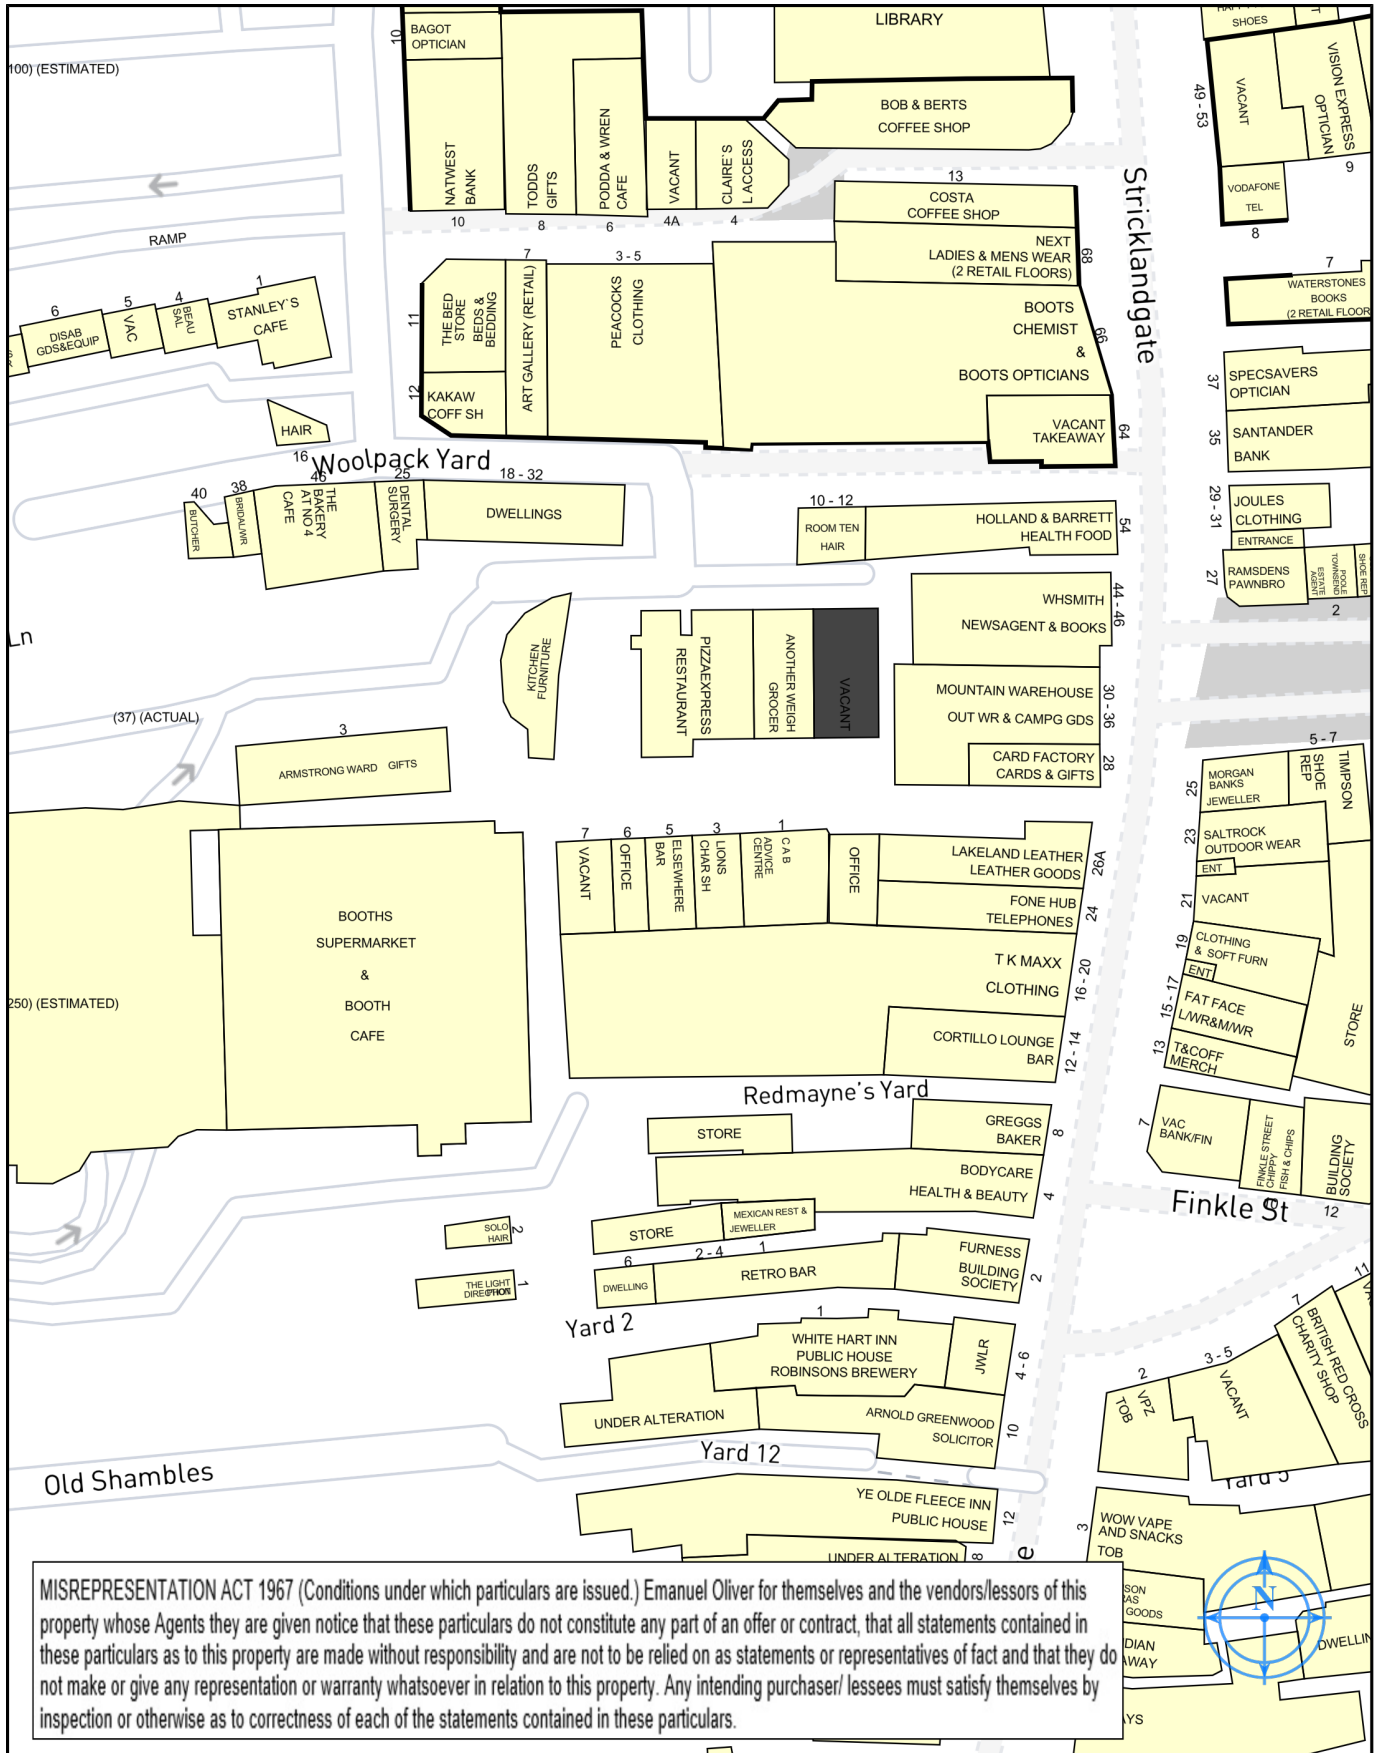 LIBRARY
SHOES
10
BAGOT
OPTICIAN
100) (ESTIMATED)
VACANT
VISION EXPRESS
OPTICIAN
49 - 53
9
BOB & BERTS
COFFEE SHOP
NATWEST
BANK
TODDS
GIFTS
PODDA & WREN
CAFE
VACANT
CLAIRE'S
L ACCESS
10
8
6
4A
4
VODAFONE
TEL
8
13
COSTA
COFFEE SHOP
NEXT
LADIES & MENS WEAR
(2 RETAIL FLOORS)
68
Stricklandgate
RAMP
7
3 - 5
THE BED
STORE
BEDS &
BEDDING
11
ART GALLERY (RETAIL)
PEACOCKS
CLOTHING
BOOTS
CHEMIST
&
BOOTS OPTICIANS
66
7
WATERSTONES
BOOKS
(2 RETAIL FLOOR
6
DISAB
GDS&EQUIP
5
VAC
4
BEAU
SAL
1
STANLEY`S
CAFE
12
KAKAW
COFF SH
VACANT
TAKEAWAY
64
37
SPECSAVERS
OPTICIAN
35
SANTANDER
BANK
HAIR
16
Woolpack Yard
40
BUTCHER
38
BRIDAL/WR
46
THE
BAKERY
AT NO 4
CAFE
25
DENTAL
SURGERY
18 - 32
DWELLINGS
10 - 12
ROOM TEN
HAIR
HOLLAND & BARRETT
HEALTH FOOD
54
29 - 31
JOULES
CLOTHING
ENTRANCE
27
RAMSDENS
PAWNBRO
POOLE
TOWNSEND
ESTATE
AGENT
SHOE REP
2
Ln
KITCHEN
FURNITURE
PIZZAEXPRESS
RESTAURANT
ANOTHER WEIGH
GROCER
VACANT
WHSMITH
NEWSAGENT & BOOKS
44 - 46
MOUNTAIN WAREHOUSE
OUT WR & CAMPG GDS
30 - 36
CARD FACTORY
CARDS & GIFTS
28
(37) (ACTUAL)
3
ARMSTRONG WARD GIFTS
5 - 7
TIMPSON
SHOE
REP
25
MORGAN
BANKS
JEWELLER
23
SALTROCK
OUTDOOR WEAR
ENT
21
VACANT
7
VACANT
6
OFFICE
5
ELSEWHERE
BAR
3
LIONS
CHAR SH
1
C A B
ADVICE
CENTRE
OFFICE
LAKELAND LEATHER
LEATHER GOODS
26A
FONE HUB
TELEPHONES
24
BOOTHS
SUPERMARKET
&
BOOTH
CAFE
250) (ESTIMATED)
T K MAXX
CLOTHING
16 - 20
CORTILLO LOUNGE
BAR
12 - 14
19
CLOTHING
& SOFT FURN
ENT
15 - 17
FAT FACE
L/WR&M/WR
13
T&COFF
MERCH
STORE
Redmayne's Yard
STORE
GREGGS
BAKER
8
BODYCARE
HEALTH & BEAUTY
4
7
VAC
BANK/FIN
FINKLE STREET
CHIPPY
FISH & CHIPS
BUILDING
SOCIETY
12
Finkle St
SOLO
HAIR
2
THE LIGHT
1
STORE
MEXICAN REST &
JEWELLER
6
2 - 4
1
DWELLING
RETRO BAR
FURNESS
BUILDING
SOCIETY
2
Yard 2
1
WHITE HART INN
PUBLIC HOUSE
ROBINSONS BREWERY
JWLR
4 - 6
UNDER ALTERATION
ARNOLD GREENWOOD
SOLICITOR
10
2
VPZ
TOB
3 - 5
VACANT
7
BRITISH RED CROSS
CHARITY SHOP
11
Yard 12
Old Shambles
Yard 5
YE OLDE FLEECE INN
PUBLIC HOUSE
12
UNDER ALTERATION
8
e
3
WOW VAPE
AND SNACKS
TOB
SON
GOODS
DIAN
AWAY
N
DWELLIN
AYS
MISREPRESENTATION ACT 1967 (Conditions under which particulars are issued.) Emanuel Oliver for themselves and the vendors/lessors of this
property whose Agents they are given notice that these particulars do not constitute any part of an offer or contract, that all statements contained in
these particulars as to this property are made without responsibility and are not to be relied on as statements or representatives of fact and that they do
not make or give any representation or warranty whatsoever in relation to this property. Any intending purchaser/ lessees must satisfy themselves by
inspection or otherwise as to correctness of each of the statements contained in these particulars.